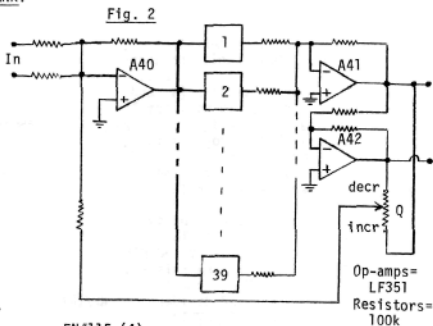 Fig. 2
In
A40
1
2
39
A41
A42
decr
Q
incr
Op-amps=
LF351
Resistors=
100k